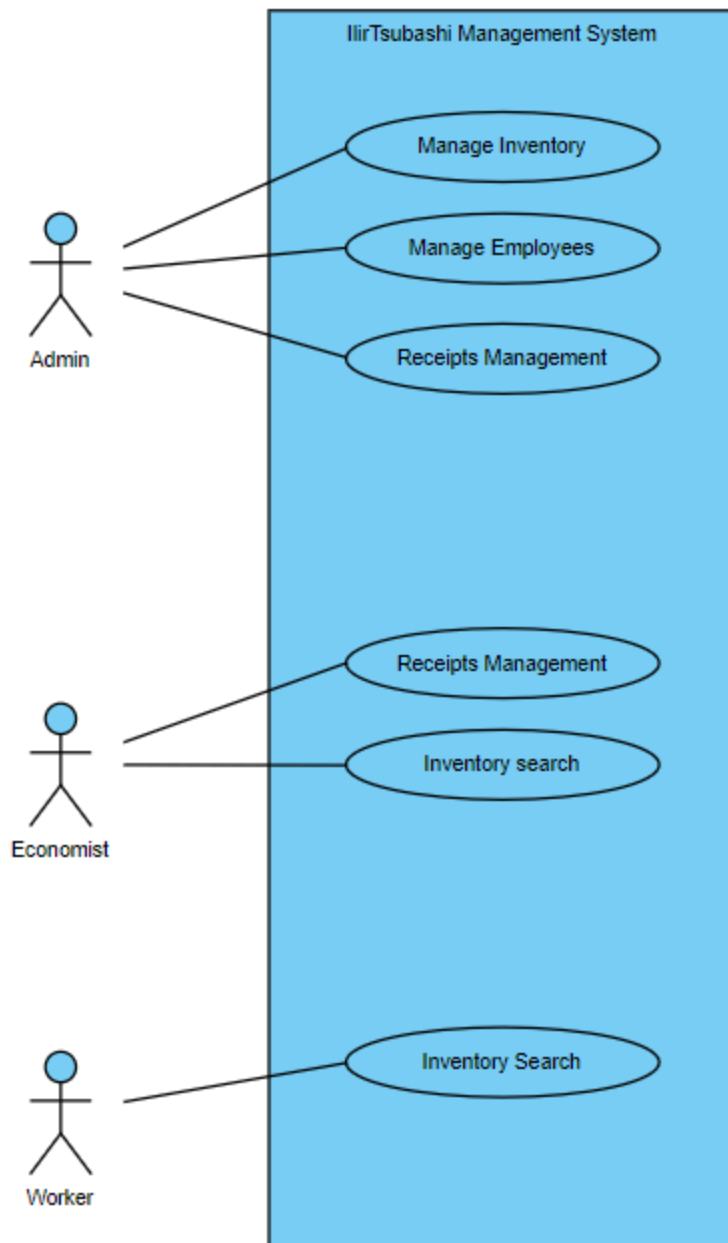 IlirTsubashi Management System
Manage Inventory
Manage Employees
Receipts Management
Admin
Receipts Management
Inventory search
Economist
Inventory Search
Worker